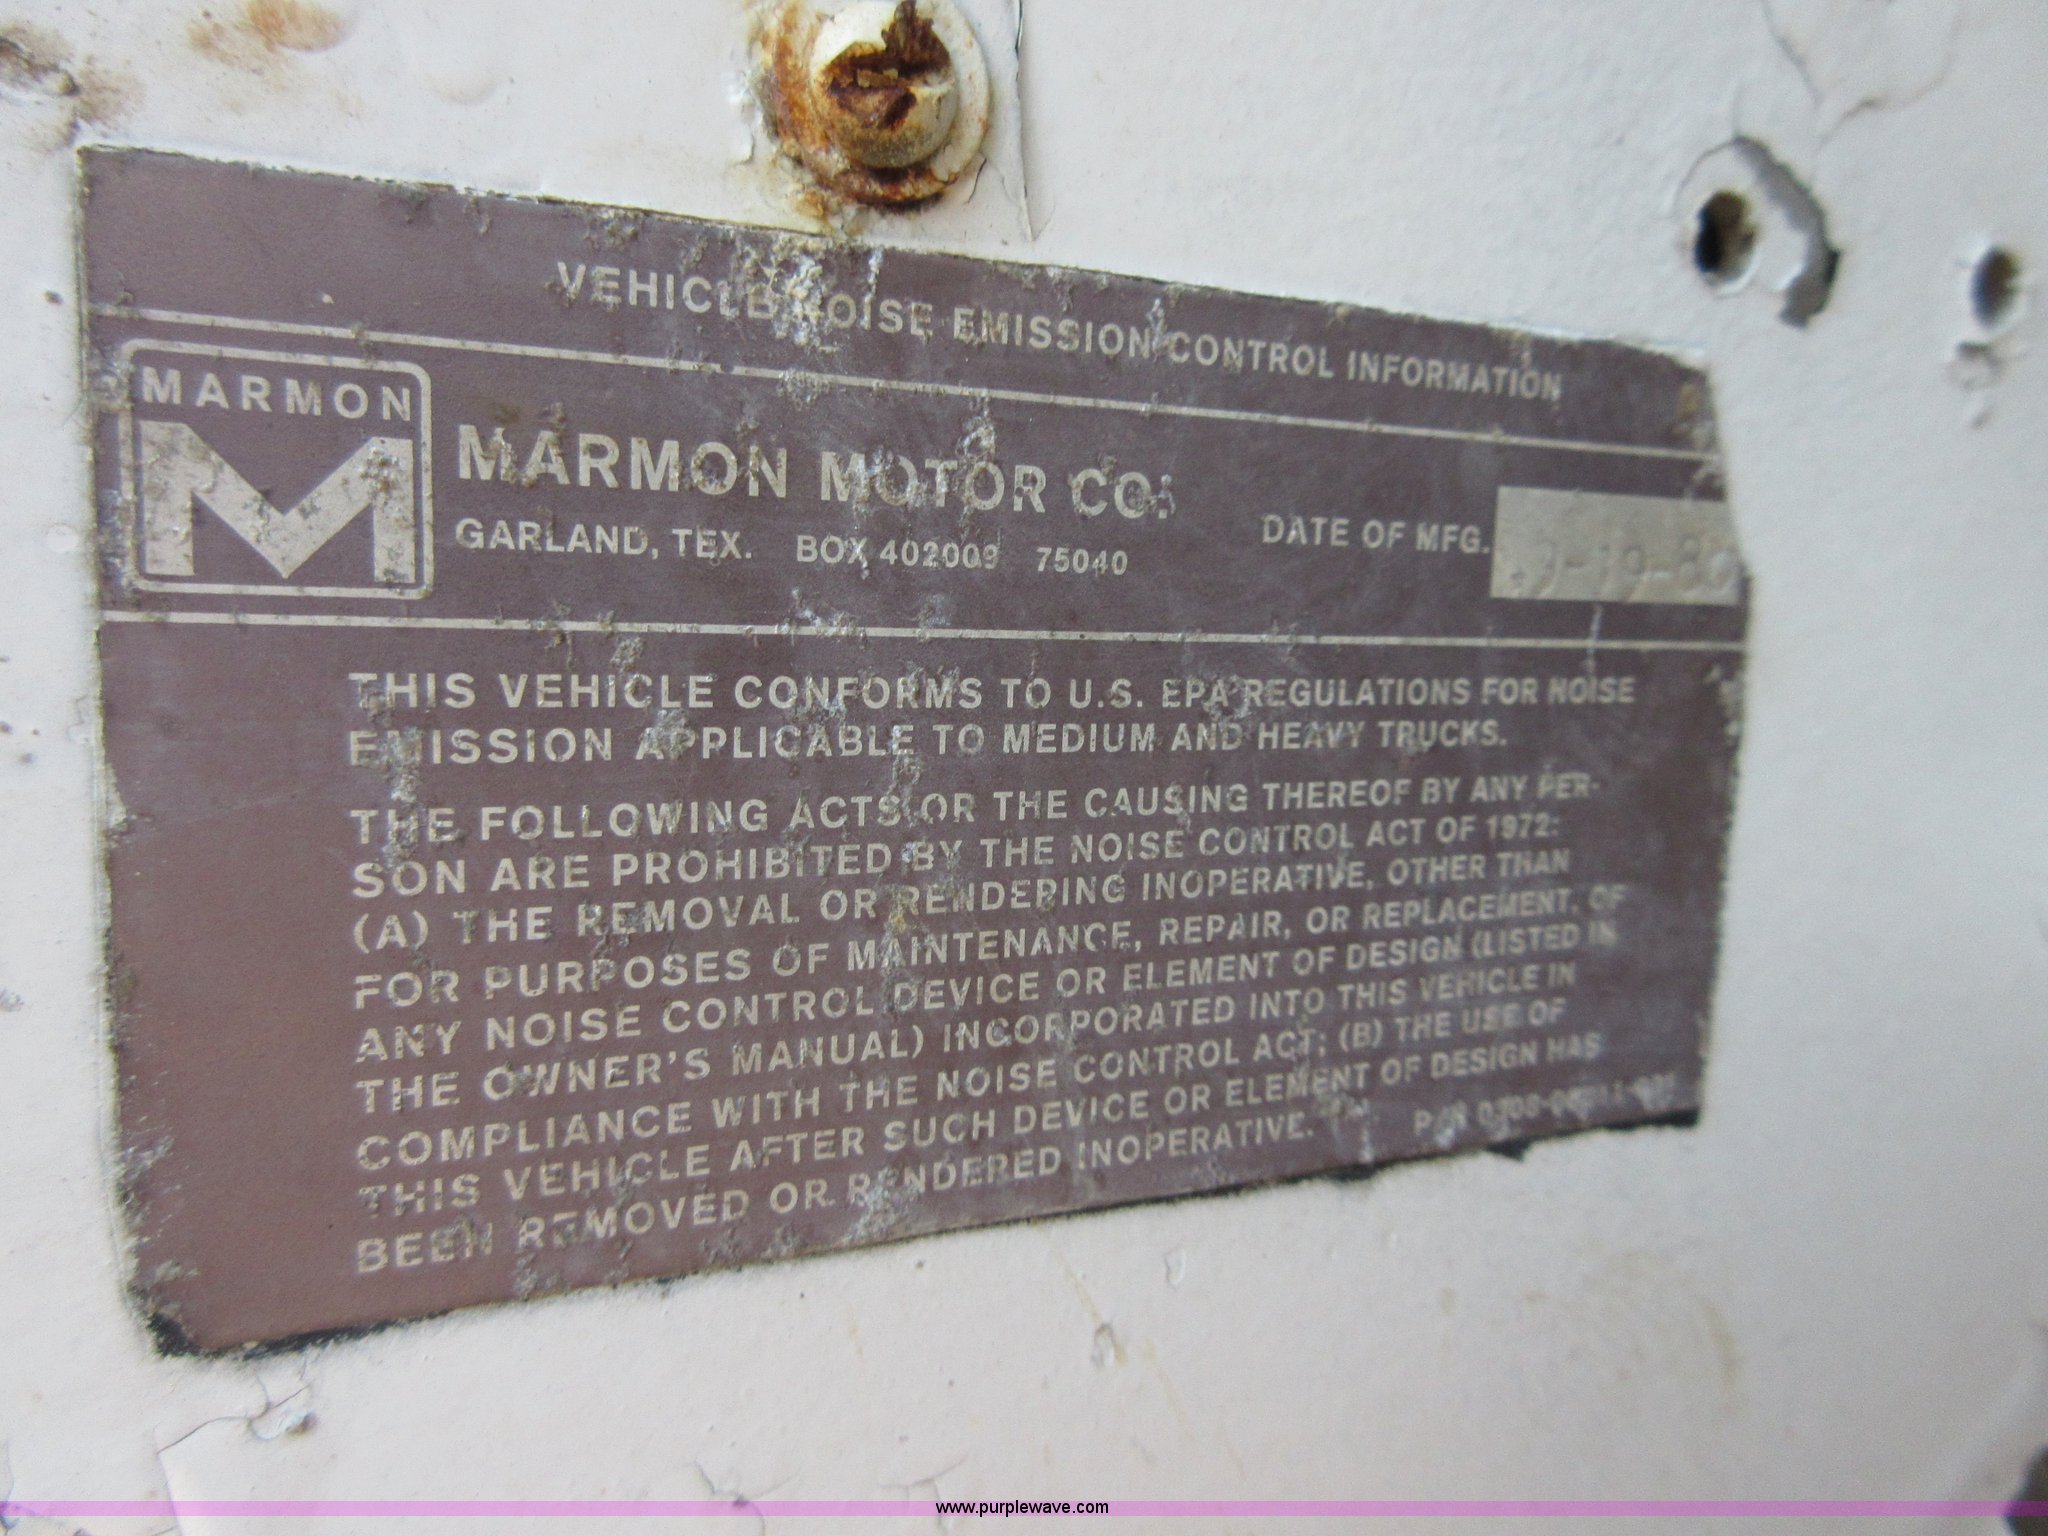 VEHICLE NOISE EMISSION CONTROL INFORMATION
MARMON
MARMON MOTOR CO.
GARLAND, TEX. BOX 402009 75040
DATE OF MFG.
THIS VEHICLE CONFORMS TO U.S. EPA REGULATIONS FOR NOISE
EMISSION APPLICABLE TO MEDIUM AND HEAVY TRUCKS.
THE FOLLOWING ACTS OR THE CAUSING THEREOF BY ANY PER-
SON ARE PROHIBITED BY THE NOISE CONTROL ACT OF 1972:
(A) THE REMOVAL OR RENDERING INOPERATIVE, OTHER THAN
FOR PURPOSES OF MAINTENANCE, REPAIR, OR REPLACEMENT, OF
ANY NOISE CONTROL DEVICE OR ELEMENT OF DESIGN (LISTED IN
THE OWNER'S MANUAL) INCORPORATED INTO THIS VEHICLE IN
COMPLIANCE WITH THE NOISE CONTROL ACT; (B) THE USE OF
THIS VEHICLE AFTER SUCH DEVICE OR ELEMENT OF DESIGN HAS
BEEN REMOVED OR RENDERED INOPERATIVE.
www.purplewave.com